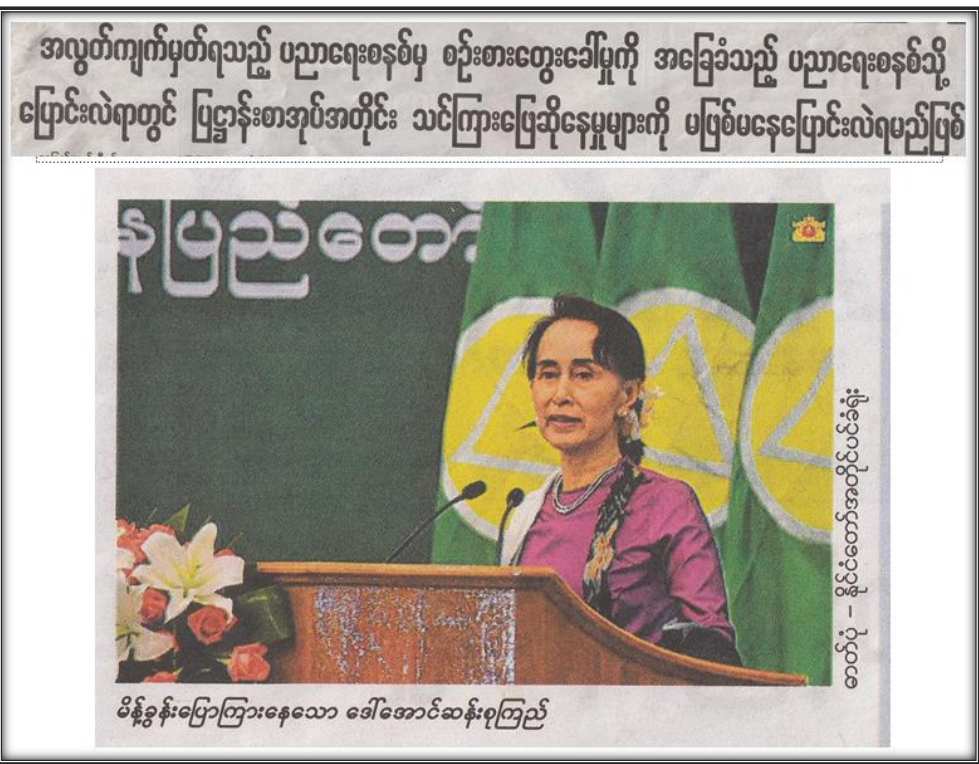 အလွတ်ကျက်မှတ်ရသည့် ပညာရေးစနစ်မှ စဉ်းစားတွေးခေါ်မှုကို အခြေခံသည့် ပညာရေးစနစ်သို့
ပြောင်းလဲရာတွင် ပြဋ္ဌာန်းစာအုပ်အတိုင်း သင်ကြားဖြေဆိုနေမှုများကို မဖြစ်မနေပြောင်းလဲရမည်ဖြစ်
နပြည်တော်
ဓာတ်ပုံ –
မိန့်ခွန်းပြောကြားနေသော ဒေါ်အောင်ဆန်းစုကြည်